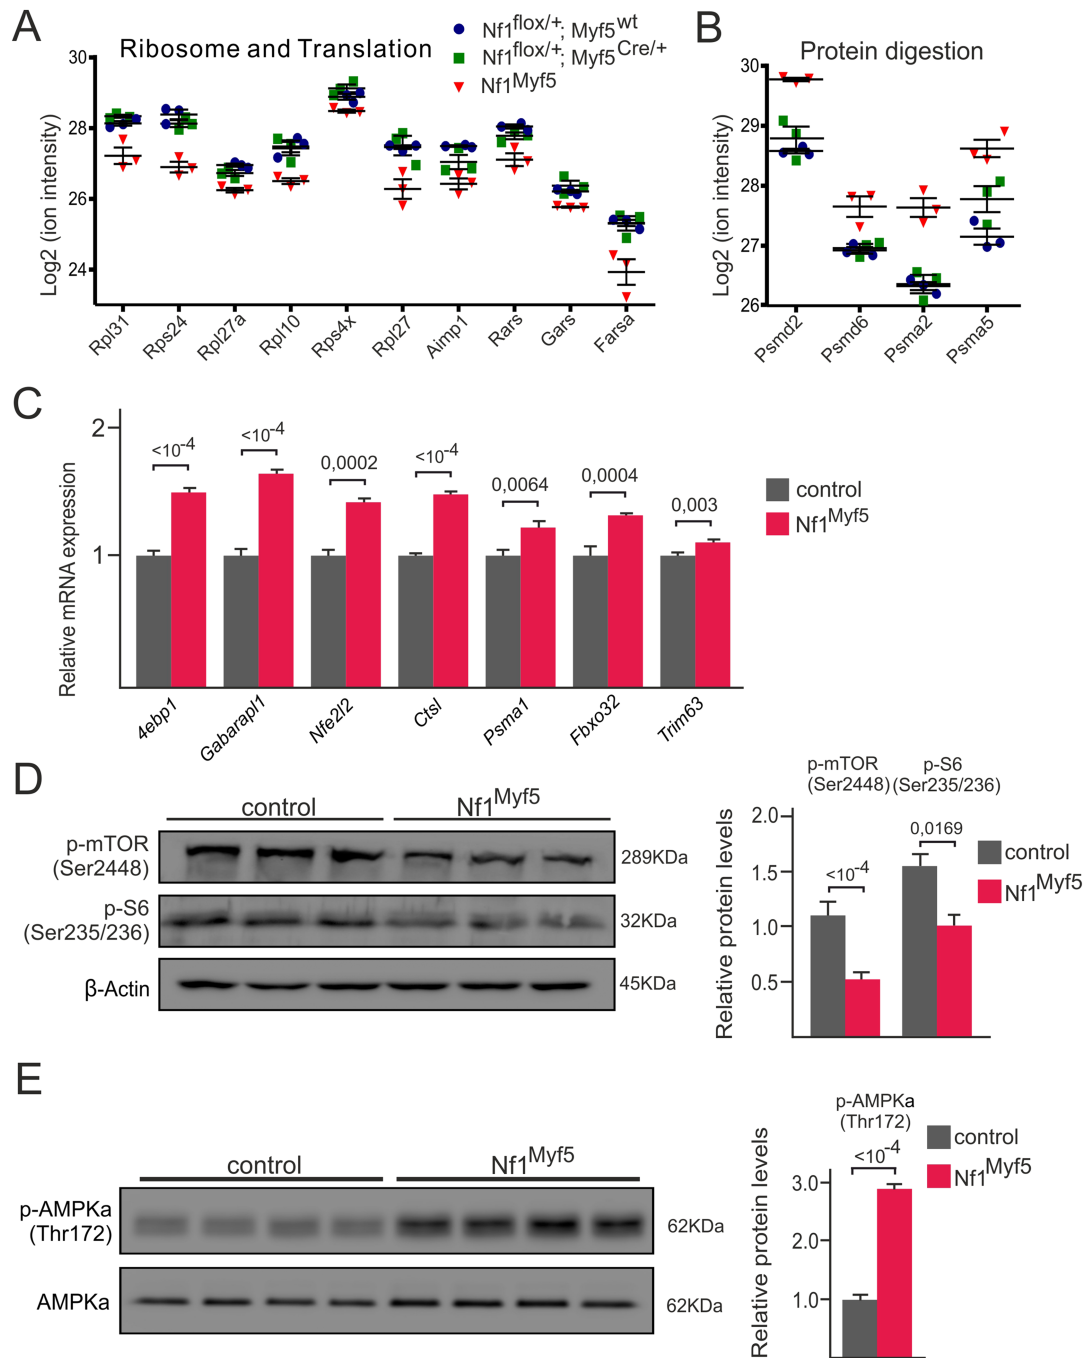 A
Ribosome and Translation
Nf1flox/+; Myf5wt
Nf1flox/+; Myf5Cre/+
Nf1Myf5
Log2 (ion intensity)
30
28
26
24
Rpl31
Rps24
Rpl27a
Rpl10
Rps4x
Rpl27
Aimp1
Rars
Gars
Farsa
B
Protein digestion
Log2 (ion intensity)
30
29
28
27
26
Psmd2
Psmd6
Psma2
Psma5
C
Relative mRNA expression
2
1
<10-4
<10-4
0,0002
<10-4
0,0064
0,0004
0,003
control
Nf1Myf5
4ebp1
Gabarapl1
Nfe2l2
Ctsl
Psma1
Fbxo32
Trim63
D
control
Nf1Myf5
p-mTOR
(Ser2448)
289KDa
p-S6
(Ser235/236)
32KDa
β-Actin
45KDa
p-mTOR
(Ser2448)
p-S6
(Ser235/236)
Relative protein levels
2.0
1.5
1.0
0.5
<10-4
0,0169
control
Nf1Myf5
E
control
Nf1Myf5
p-AMPKa
(Thr172)
62KDa
AMPKa
62KDa
p-AMPKa
(Thr172)
Relative protein levels
3.0
2.0
1.0
<10-4
control
Nf1Myf5